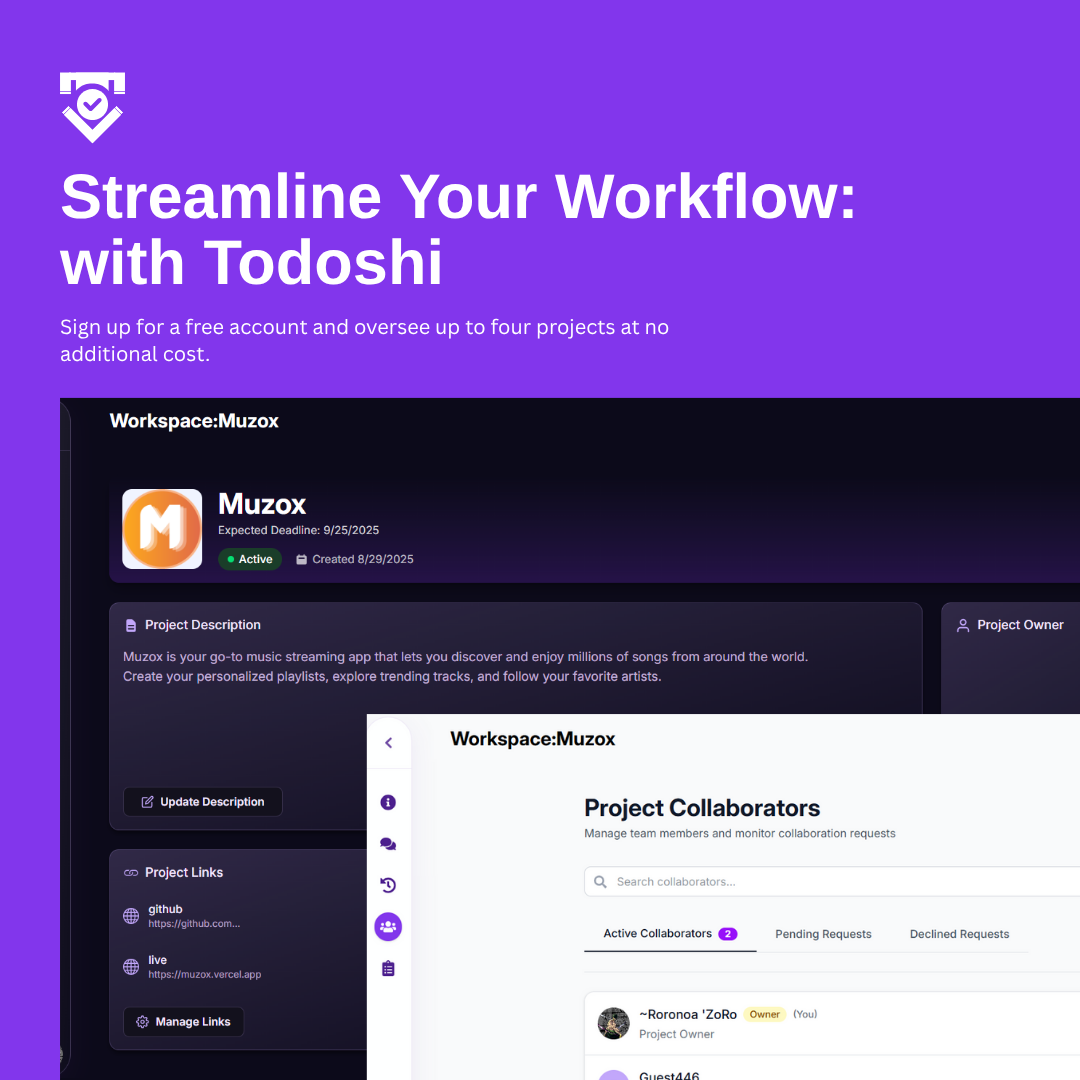 Streamline Your Workflow:
with Todoshi
Sign up for a free account and oversee up to four projects at no
additional cost.
Workspace:Muzox
M
Muzox
Expected Deadline: 9/25/2025
Active
Created 8/29/2025
Project Description
Muzox is your go-to music streaming app that lets you discover and enjoy millions of songs from around the world.
Create your personalized playlists, explore trending tracks, and follow your favorite artists.
Update Description
Project Owner
Project Links
github
https://github.com...
live
https://muzox.vercel.app
Manage Links
Workspace:Muzox
Project Collaborators
Manage team members and monitor collaboration requests
Search collaborators...
Active Collaborators 2
Pending Requests
Declined Requests
~Roronoa 'ZoRo Owner (You)
Project Owner
Guest446